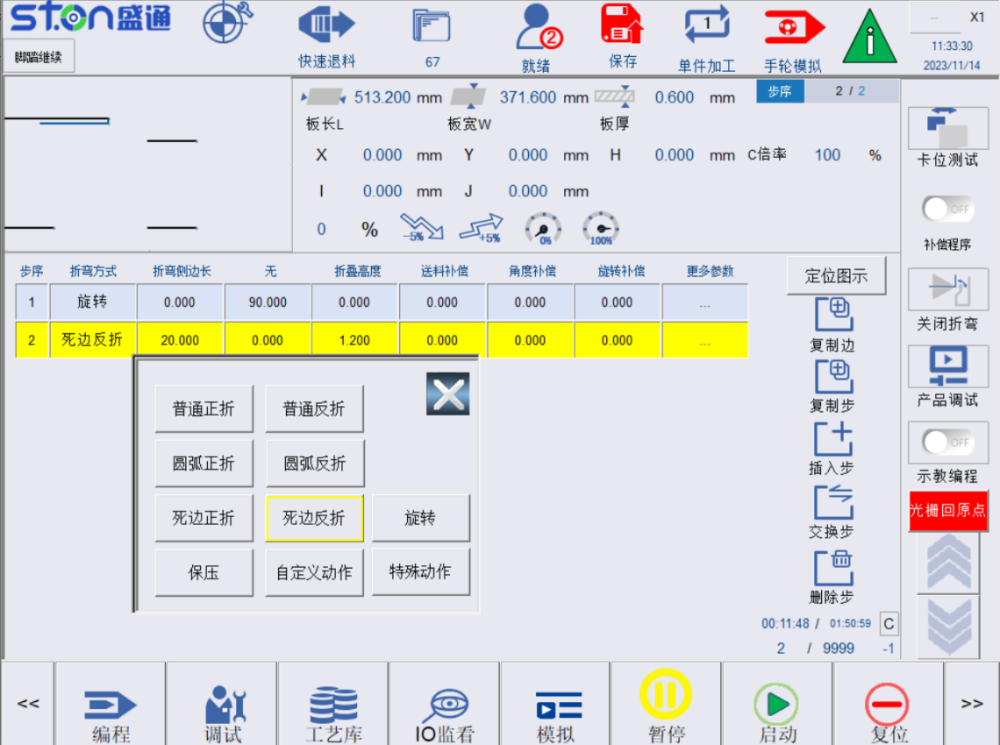 STON盛通
脚踏继续
快速退料
67
2
就绪
保存
1
单件加工
手轮模拟
i
--
X1
11:33:30
2023/11/14
513.200 mm
371.600 mm
0.600 mm
步序
2 / 2
板长L
板宽W
板厚
X 0.000 mm Y 0.000 mm H 0.000 mm C倍率 100 %
I 0.000 mm J 0.000 mm
0 % -5% +5% 0% 100%
卡位测试
OFF
补偿程序
关闭折弯
产品调试
OFF
示教编程
光栅回原点
步序 折弯方式 折弯侧边长 无 折叠高度 送料补偿 角度补偿 旋转补偿 更多参数
1 旋转 0.000 90.000 0.000 0.000 0.000 0.000 ...
2 死边反折 20.000 0.000 1.200 0.000 0.000 0.000 ...
普通正折 普通反折
圆弧正折 圆弧反折
死边正折 死边反折 旋转
保压 自定义动作 特殊动作
定位图示
复制边
复制步
插入步
交换步
删除步
00:11:48 / 01:50:59 C
2 / 9999 -1
<< 编程 调试 工艺库 IO监看 模拟 暂停 启动 复位 >>